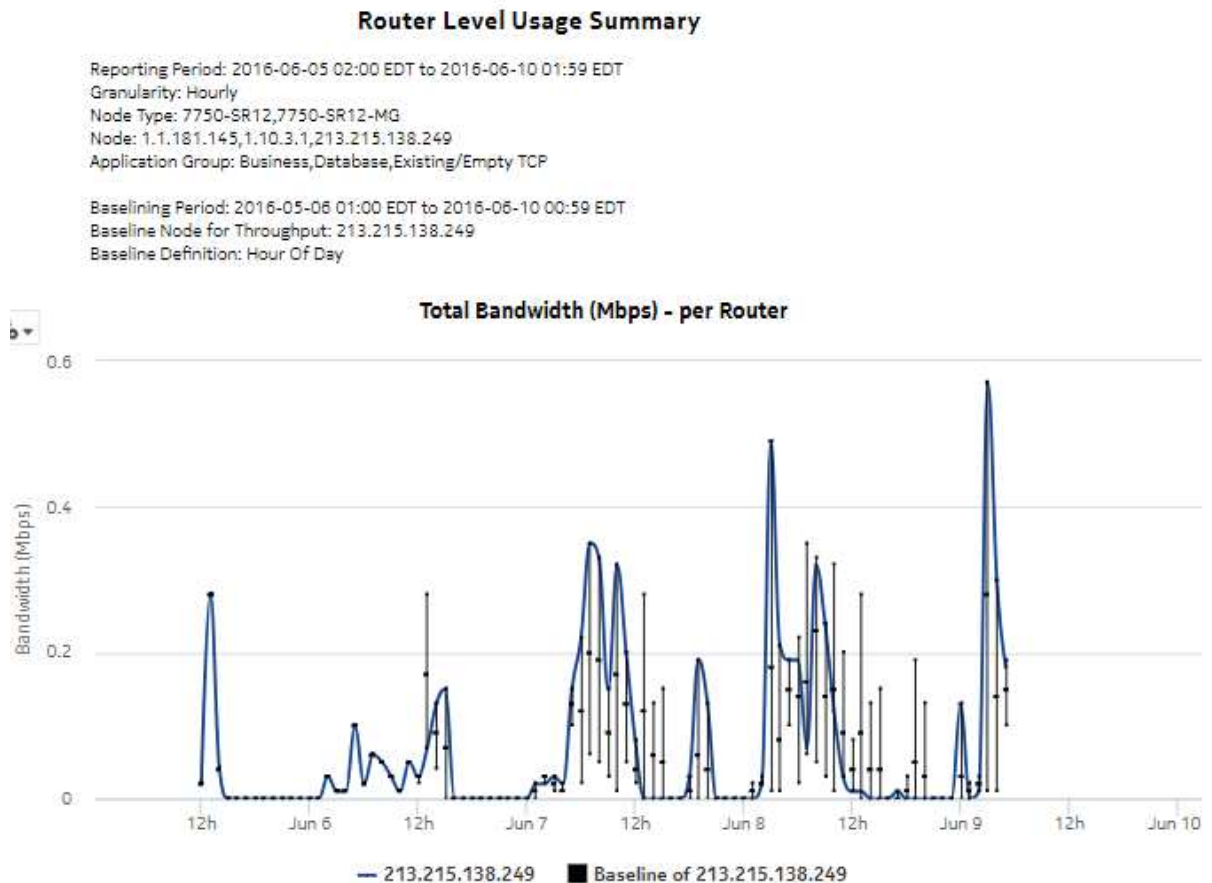 Router Level Usage Summary
Reporting Period: 2016-06-05 02:00 EDT to 2016-06-10 01:59 EDT
Granularity: Hourly
Node Type: 7750-SR12,7750-SR12-MG
Node: 1.1.181.145,1.10.3.1,213.215.138.249
Application Group: Business,Database,Existing/Empty TCP
Baselining Period: 2016-05-06 01:00 EDT to 2016-06-10 00:59 EDT
Baseline Node for Throughput: 213.215.138.249
Baseline Definition: Hour Of Day
Total Bandwidth (Mbps) - per Router
0.6
0.4
0.2
0
Bandwidth (Mbps)
12h Jun 6 12h Jun 7 12h Jun 8 12h Jun 9 12h Jun 10
213.215.138.249 Baseline of 213.215.138.249